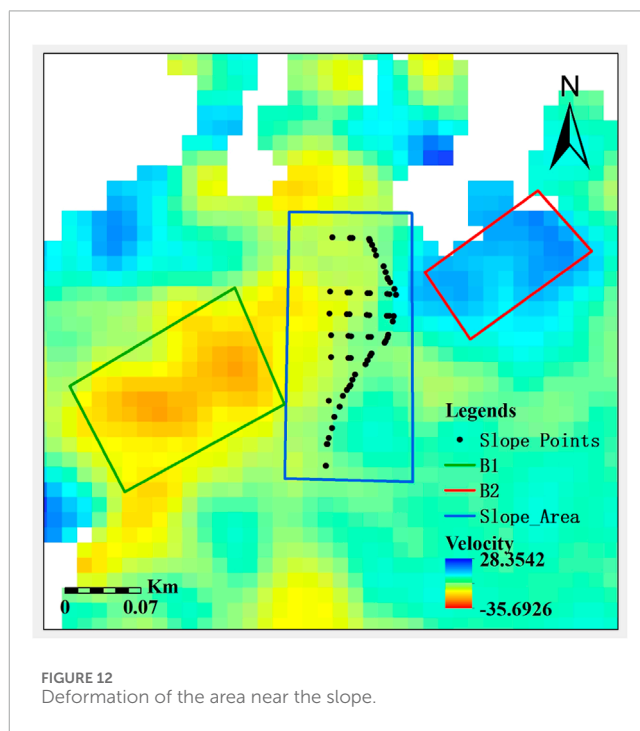 N
Legends
Slope Points
B1
B2
Slope_Area
Velocity
28.3542
-35.6926
Km
0 0.07
FIGURE 12
Deformation of the area near the slope.